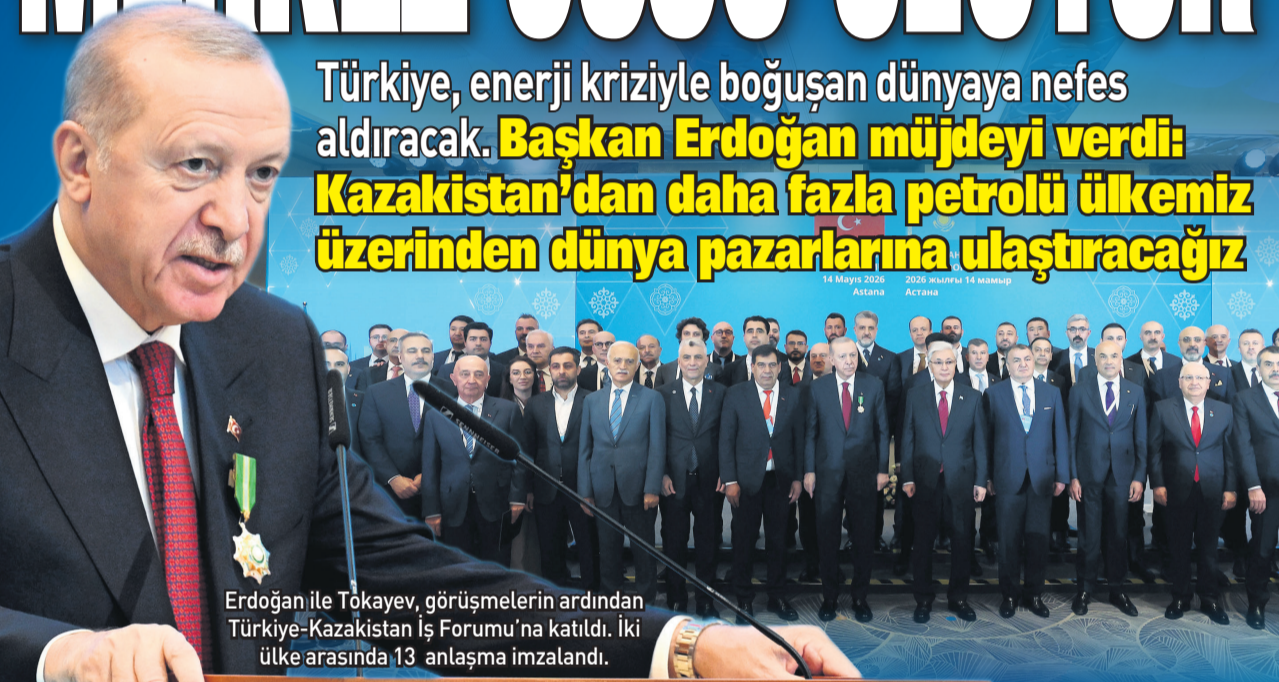 Türkiye, enerji kriziyle boğuşan dünyaya nefes
aldıracak. Başkan Erdoğan müjdeyi verdi:
Kazakistan’dan daha fazla petrolü ülkemiz
üzerinden dünya pazarlarına ulaştıracağız
14 Mayıs 2026
Astana
2026 жылғы 14 мамыр
Астана
SENNHEISER
Erdoğan ile Tokayev, görüşmelerin ardından
Türkiye-Kazakistan İş Forumu’na katıldı. İki
ülke arasında 13 anlaşma imzalandı.